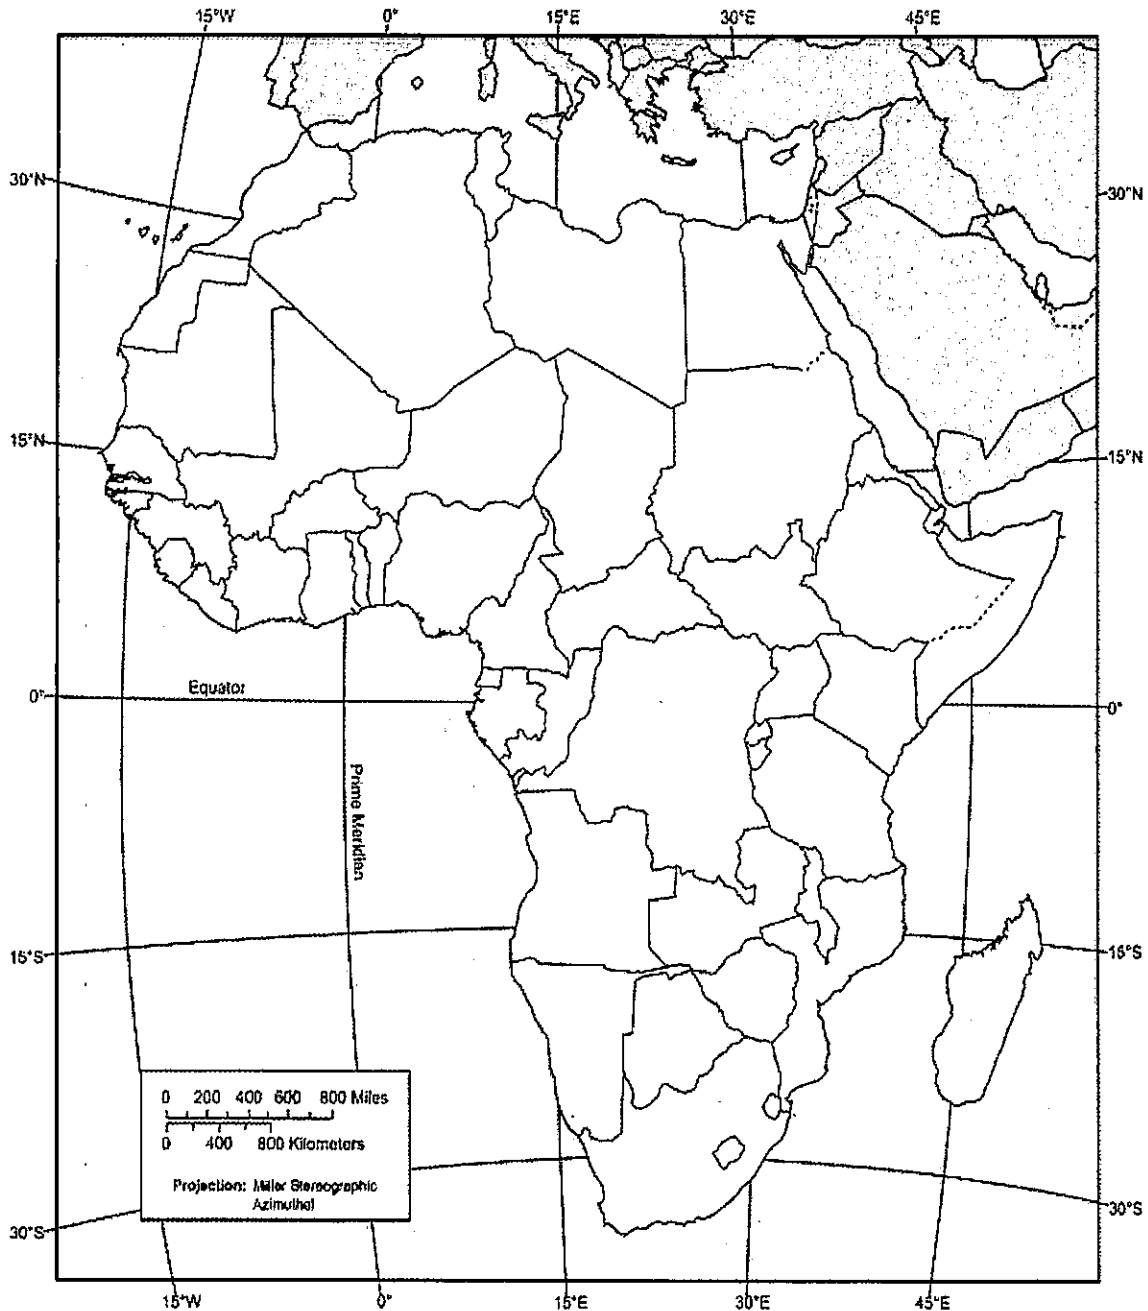 15°W 0° 15°E 30°E 45°E
30°N 30°N
15°N 15°N
Equator
0° 0°
Prime Meridian
15°S 15°S
0 200 400 600 800 Miles
0 400 800 Kilometers
Projection: Miller Stereographic
Azimuthal
30°S 30°S
15°W 0° 15°E 30°E 45°E